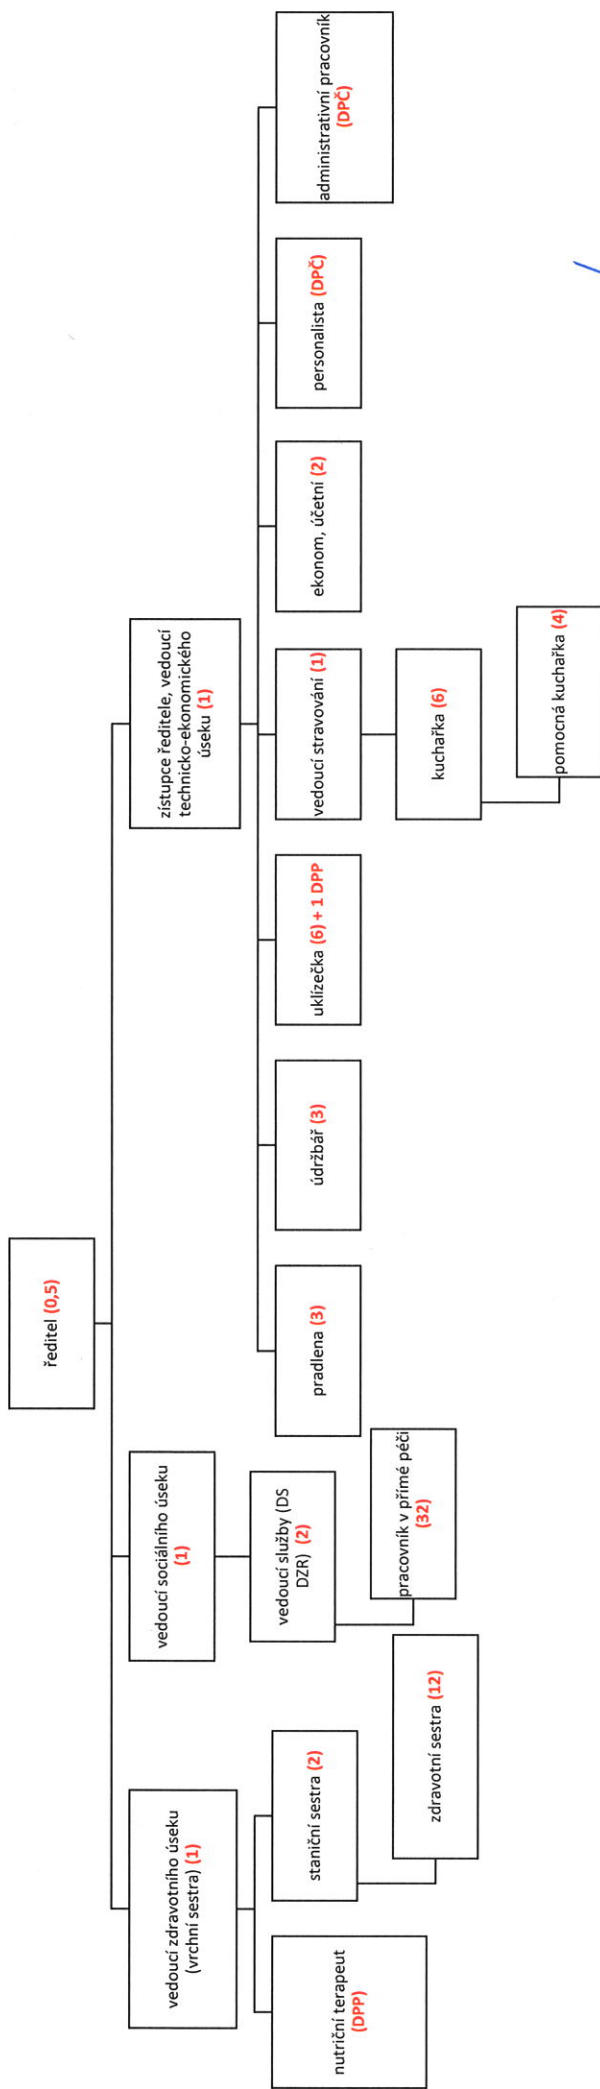 ředitel (0,5)
vedoucí zdravotního úseku
(vrchní sestra) (1)
vedoucí sociálního úseku
(1)
zístupce ředitele, vedoucí
technicko-ekonomického
úseku (1)
nutriční terapeut
(DPP)
staniční sestra (2)
zdravotní sestra (12)
vedoucí služby (DS
DZR) (2)
pracovník v přímé péči
(32)
pradlena (3)
údržbář (3)
uklízečka (6) + 1 DPP
vedoucí stravování (1)
kuchařka (6)
pomocná kuchařka (4)
ekonom, účetní (2)
personalista (DPČ)
administrativní pracovník
(DPČ)